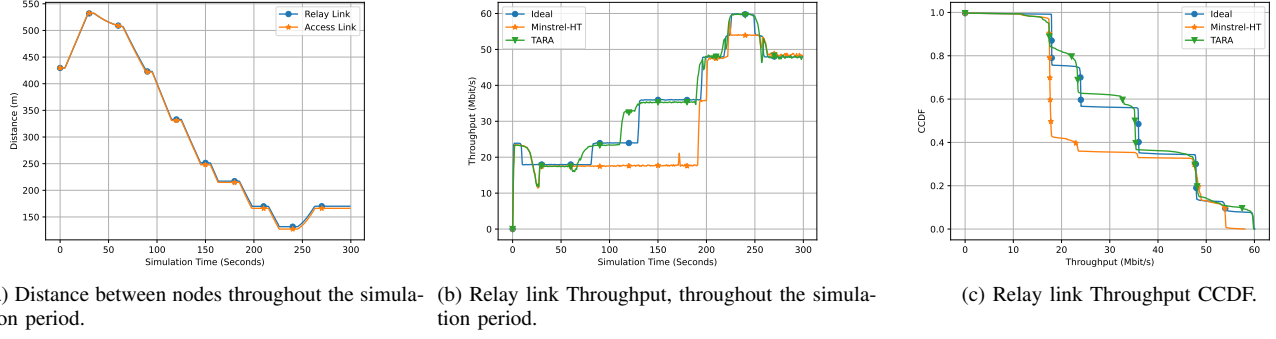 550
500
450
400
350
300
250
200
150
0
50
100
150
200
250
300
Distance (m)
Simulation Time (Seconds)
Relay Link
Access Link
60
50
40
30
20
10
0
0
50
100
150
200
250
300
Throughput (Mbit/s)
Simulation Time (Seconds)
Ideal
Minstrel-HT
TARA
1.0
0.8
0.6
0.4
0.2
0.0
0
10
20
30
40
50
60
CCDF
Throughput (Mbit/s)
Ideal
Minstrel-HT
TARA
) Distance between nodes throughout the simula-
on period.
(b) Relay link Throughput, throughout the simula-
tion period.
(c) Relay link Throughput CCDF.